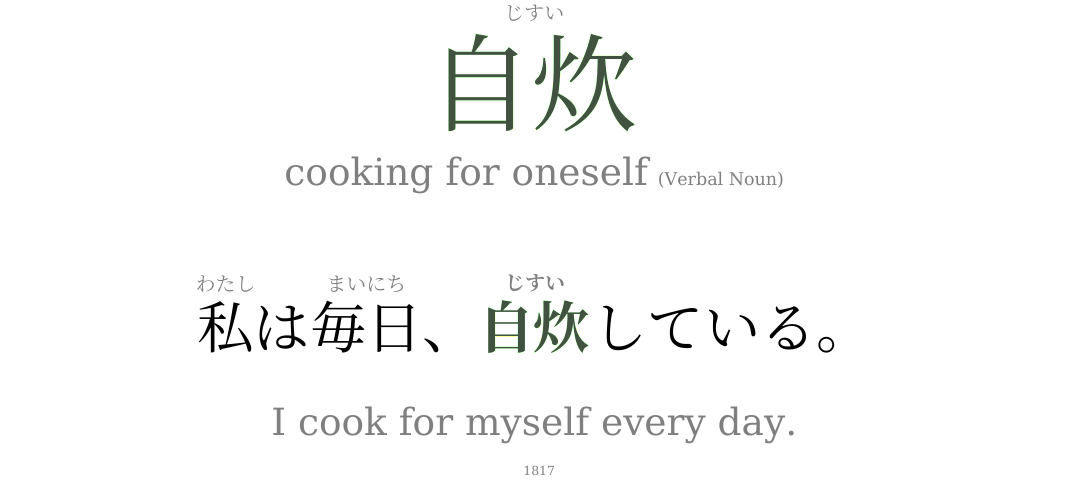 じすい
自炊
cooking for oneself (Verbal Noun)
わたし まいにち じすい
私は毎日、自炊している。
I cook for myself every day.
1817